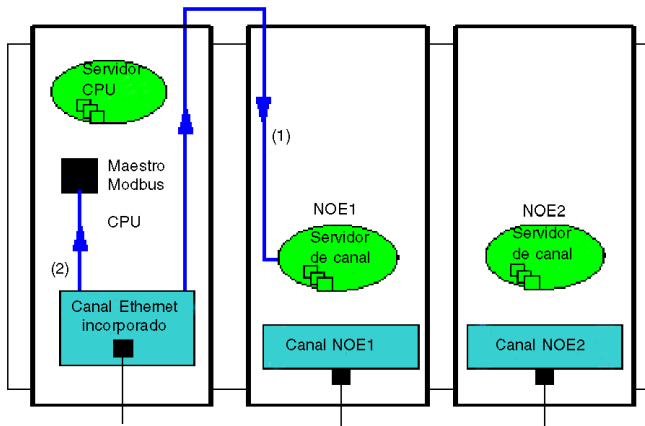 Servidor
CPU
Maestro
Modbus
CPU
(2)
Canal Ethernet
incorporado
(1)
NOE1
Servidor
de canal
Canal NOE1
NOE2
Servidor
de canal
Canal NOE2